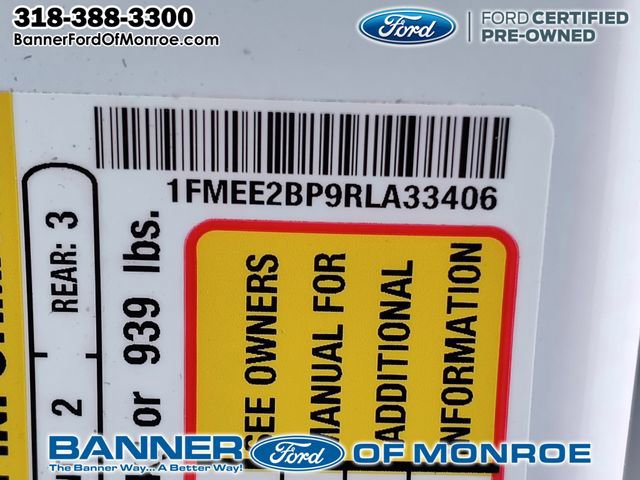 318-388-3300
BannerFordOfMonroe.com
Ford
FORD CERTIFIED
PRE-OWNED
1FMEE2BP9RLA33406
REAR: 3
2
or 939 lbs.
SEE OWNERS
MANUAL FOR
ADDITIONAL
INFORMATION
BANNER Ford OF MONROE
The Banner Way... A Better Way!